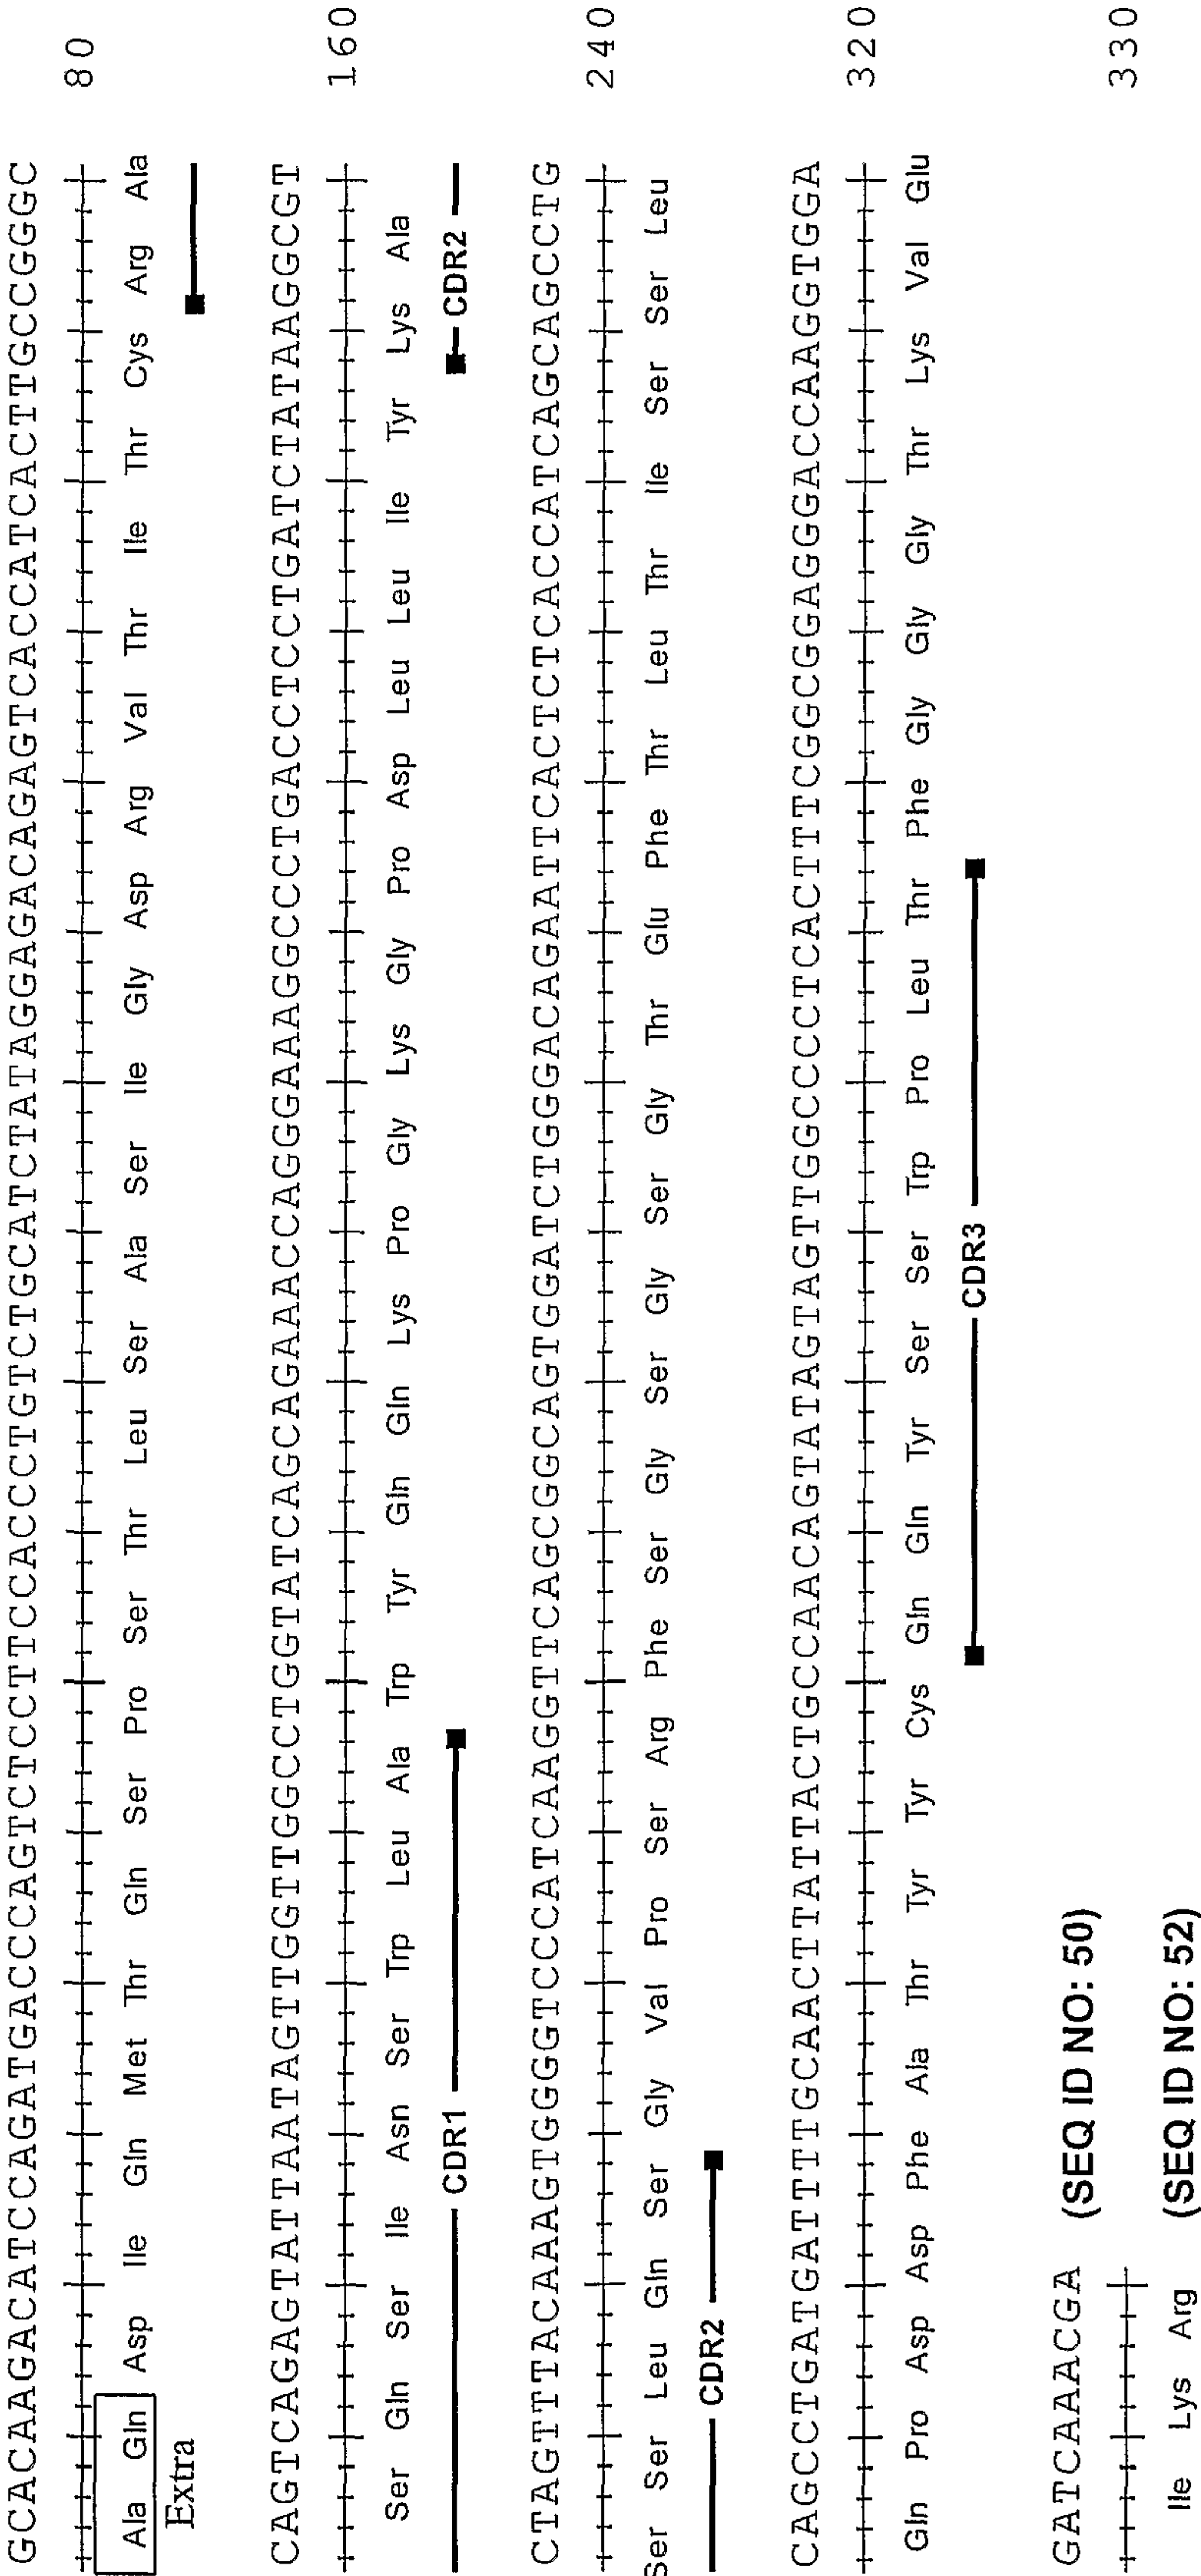 GCACAAGACATCCAGATGACCCAGTCTCCTTCCACCCTGTCTGCATCTATAGGAGACAGAGTCACCATCACTTGCCGGGC
80
Ala Gln Asp Ile Gln Met Thr Gln Ser Pro Ser Thr Leu Ser Ala Ser Ile Gly Asp Arg Val Thr Ile Thr Cys Arg Ala
Extra
CAGTCAGAGTATTAATAGTTGGTTGGCCTGGTATCAGCAGAAACCAGGGAAAGGCCCTGACCTCCTGATCTATAAGGCGT
160
Ser Gln Ser Ile Asn Ser Trp Leu Ala Trp Tyr Gln Gln Lys Pro Gly Lys Gly Pro Asp Leu Leu Ile Tyr Lys Ala
CDR1 CDR2
CTAGTTTACAAAGTGGGGTCCCATCAAGGTTCAGCGGCAGTGGATCTGGGACAGAATTCACTCTCACCATCAGCAGCCTG
240
Ser Ser Leu Gln Ser Gly Val Pro Ser Arg Phe Ser Gly Ser Gly Ser Gly Thr Glu Phe Thr Leu Thr Ile Ser Ser Leu
CDR2
CAGCCTGATGATTTTGCAACTTATTACTGCCAACAGTATAGTAGTTGGCCCCTCACTTTCGGCGGAGGGACCAAGGTGGA
320
Gln Pro Asp Asp Phe Ala Thr Tyr Tyr Cys Gln Gln Tyr Ser Ser Trp Pro Leu Thr Phe Gly Gly Gly Thr Lys Val Glu
CDR3
GATCAAACGA (SEQ ID NO: 50)
330
Ile Lys Arg (SEQ ID NO: 52)